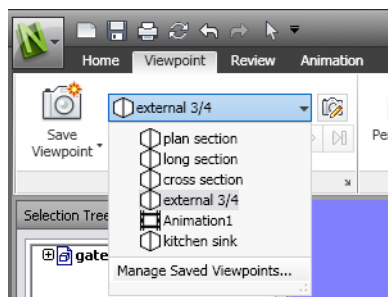 Home Viewpoint Review Animation
external 3/4
Save
Viewpoint
Pe
plan section
long section
cross section
external 3/4
Animation1
kitchen sink
Selection Tree
gate
Manage Saved Viewpoints...